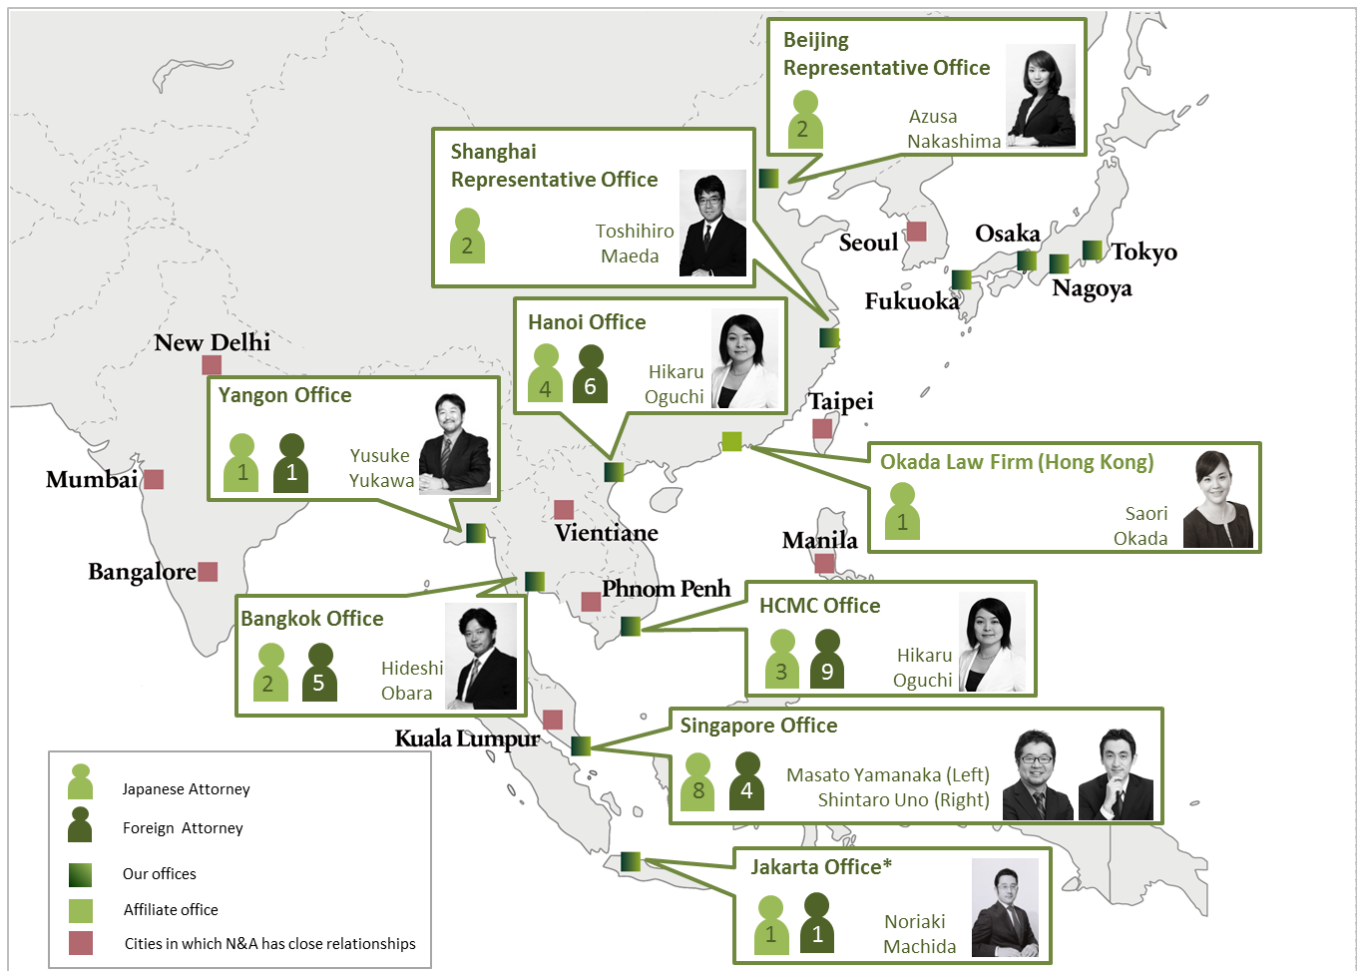 Beijing
Representative Office
2
Azusa
Nakashima
Shanghai
Representative Office
2
Toshihiro
Maeda
Seoul
Osaka
Tokyo
Nagoya
Fukuoka
Hanoi Office
4
6
Hikaru
Oguchi
New Delhi
Yangon Office
1
1
Yusuke
Yukawa
Taipei
Okada Law Firm (Hong Kong)
1
Saori
Okada
Mumbai
Vientiane
Manila
Bangalore
Phnom Penh
HCMC Office
3
9
Hikaru
Oguchi
Bangkok Office
2
5
Hideshi
Obara
Kuala Lumpur
Singapore Office
8
4
Masato Yamanaka (Left)
Shintaro Uno (Right)
Jakarta Office*
1
1
Noriaki
Machida
Japanese Attorney
Foreign Attorney
Our offices
Affiliate office
Cities in which N&A has close relationships